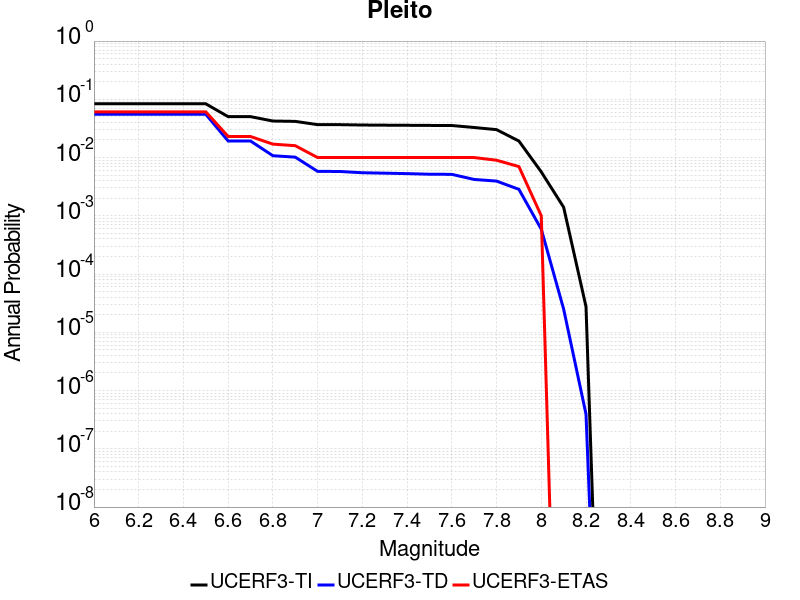 Pleito
10^0
10^-1
10^-2
10^-3
10^-4
10^-5
10^-6
10^-7
10^-8
Annual Probability
6 6.2 6.4 6.6 6.8 7 7.2 7.4 7.6 7.8 8 8.2 8.4 8.6 8.8 9
Magnitude
UCERF3-TI UCERF3-TD UCERF3-ETAS